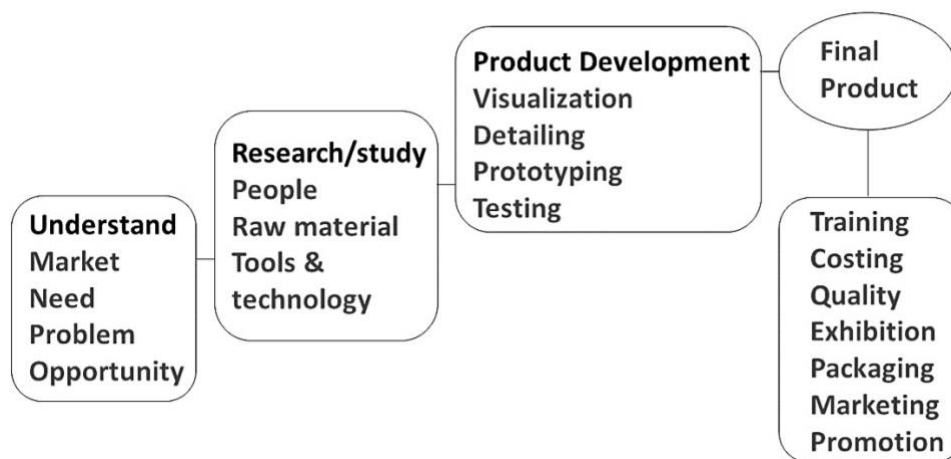 Understand
Market
Need
Problem
Opportunity
Research/study
People
Raw material
Tools &
technology
Product Development
Visualization
Detailing
Prototyping
Testing
Final
Product
Training
Costing
Quality
Exhibition
Packaging
Marketing
Promotion